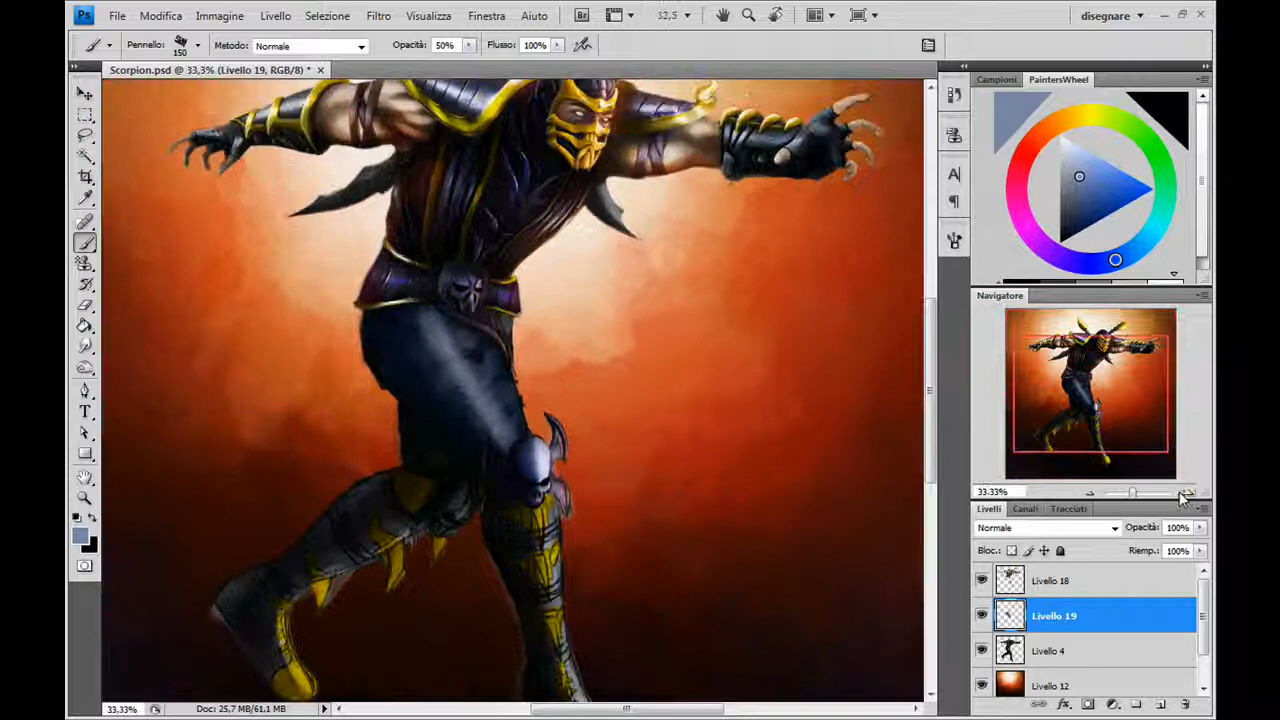 Ps File Modifica Immagine Livello Selezione Filtro Visualizza Finestra Aiuto Br 12,5 disegnare
Pennello: 150 Metodo: Normale Opacità: 50% Flusso: 100%
Scorpion.psd @ 33,3% (Livello 19, RGB/8) *
Campioni PaintersWheel
Navigatore
33.33%
Livelli Canali Tracciati
Normale Opacità: 100%
Bloc.: Riemp.: 100%
Livello 18
Livello 19
Livello 4
Livello 12
33,33% Doc: 25,7 MB/61,1 MB